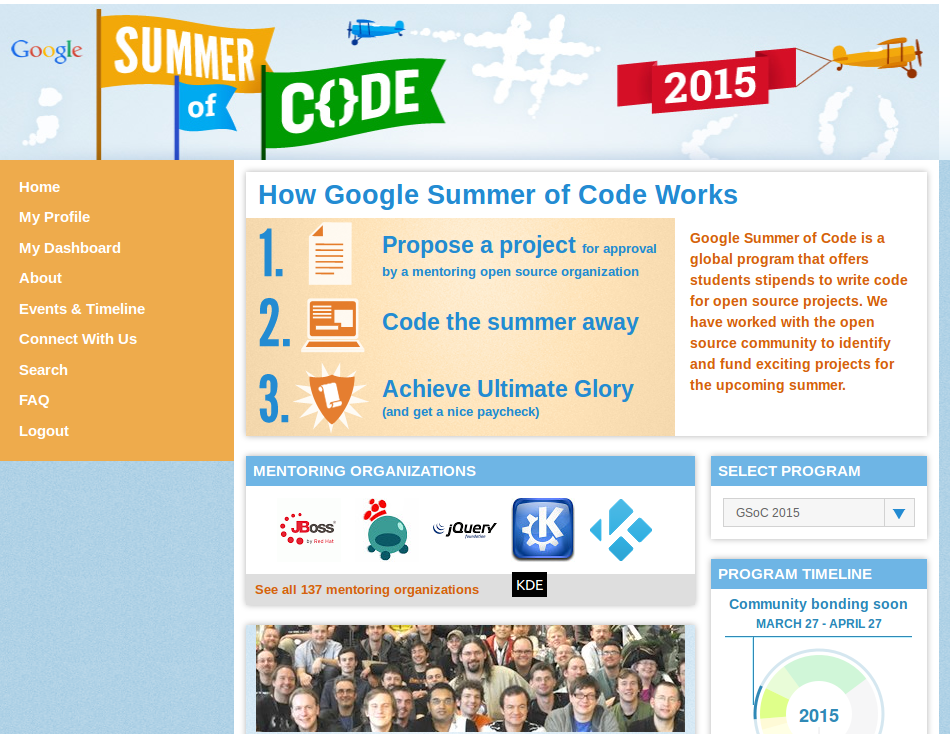 Google
SUMMER
of
C{}DE
2015
Home
My Profile
My Dashboard
About
Events & Timeline
Connect With Us
Search
FAQ
Logout
How Google Summer of Code Works
1. Propose a project for approval
by a mentoring open source organization
2. Code the summer away
3. Achieve Ultimate Glory
(and get a nice paycheck)
Google Summer of Code is a
global program that offers
students stipends to write code
for open source projects. We
have worked with the open
source community to identify
and fund exciting projects for
the upcoming summer.
MENTORING ORGANIZATIONS
JBoss
by Red Hat
jQuery
foundation
K
KDE
See all 137 mentoring organizations
SELECT PROGRAM
GSoC 2015
PROGRAM TIMELINE
Community bonding soon
MARCH 27 - APRIL 27
2015